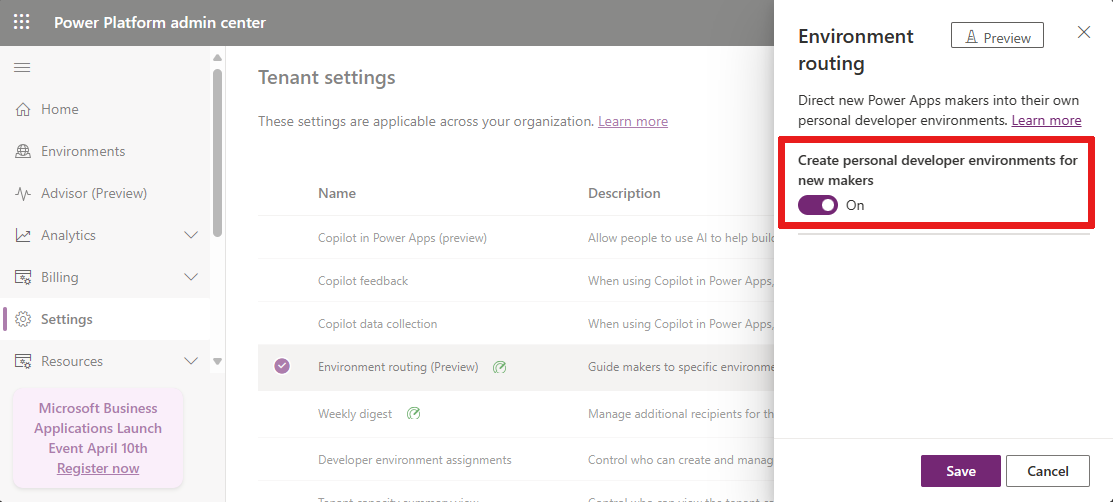 Power Platform admin center
Home
Environments
Advisor (Preview)
Analytics
Billing
Settings
Resources
Microsoft Business
Applications Launch
Event April 10th
Register now
Tenant settings
These settings are applicable across your organization. Learn more
Name Description
Copilot in Power Apps (preview) Allow people to use AI to help buil
Copilot feedback When using Copilot in Power Apps,
Copilot data collection When using Copilot in Power Apps,
Environment routing (Preview) Guide makers to specific environme
Weekly digest Manage additional recipients for th
Developer environment assignments Control who can create and manag
Tenant capacity summary view Control who can view the tenant ca
Environment
routing
Preview
Direct new Power Apps makers into their own
personal developer environments. Learn more
Create personal developer environments for
new makers
On
Save Cancel